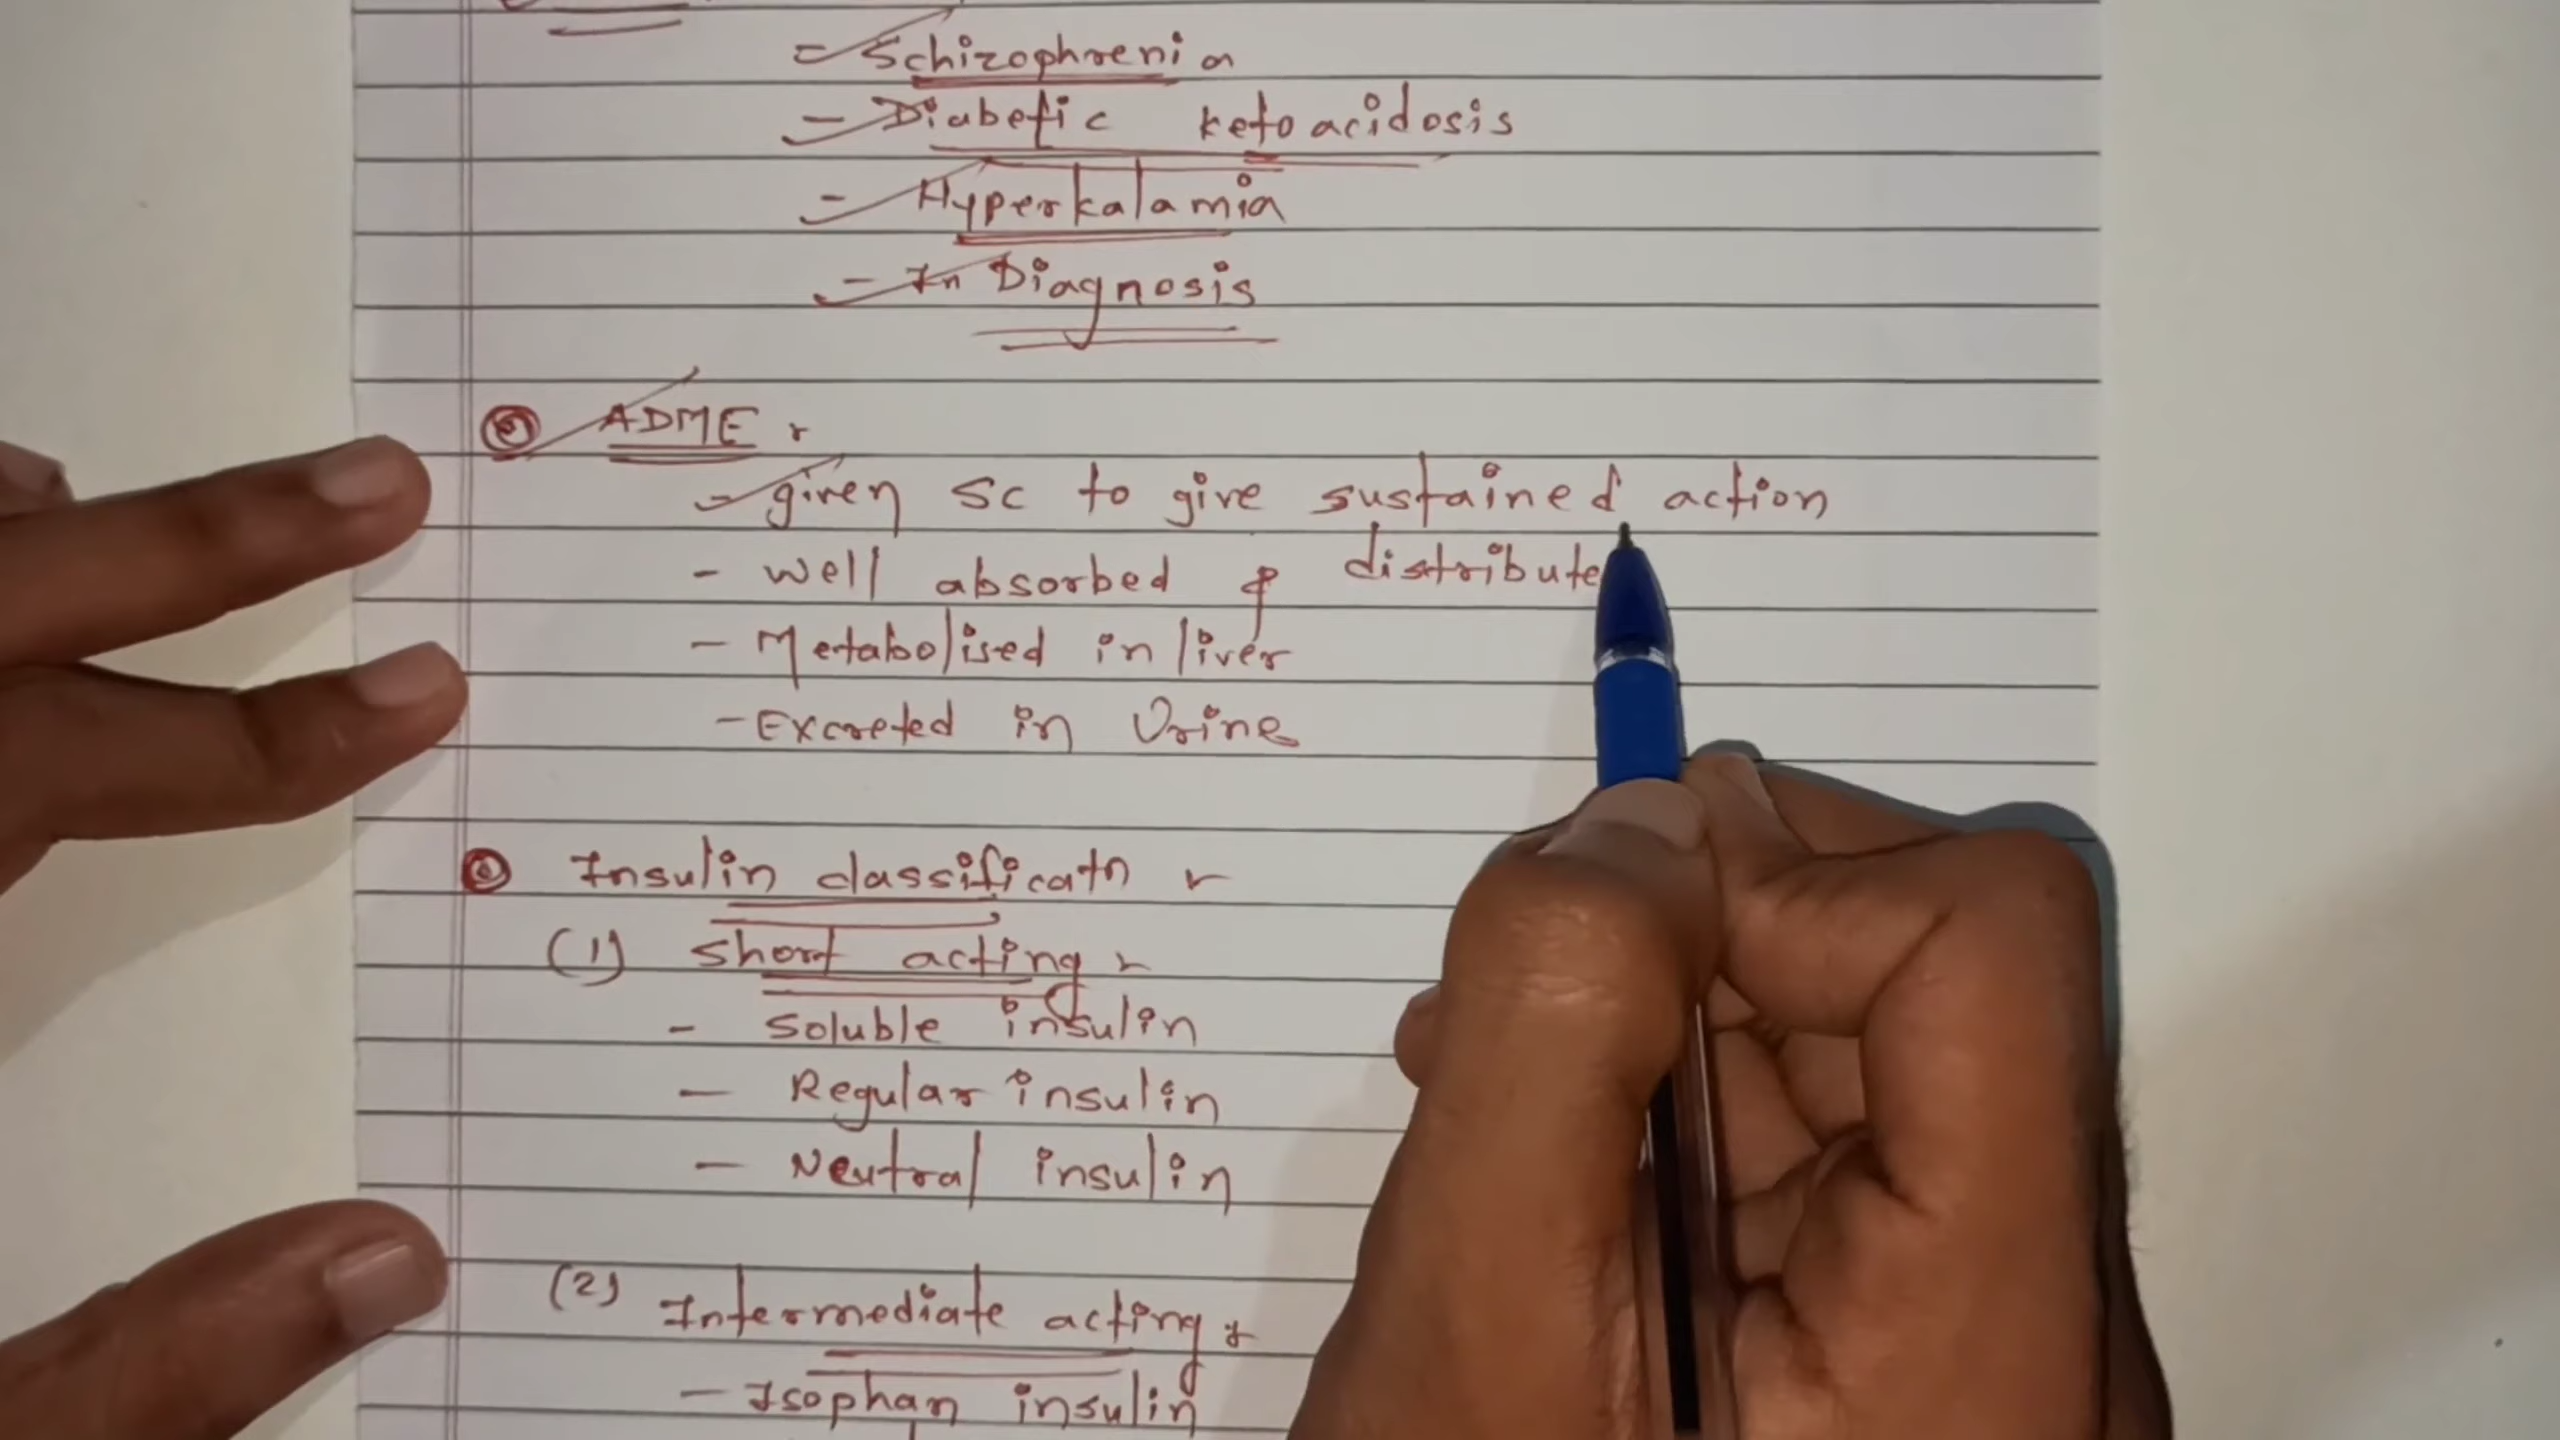 - Schizophrenia
- Diabetic ketoacidosis
- Hyperkalamia
- In Diagnosis
ADME
- given SC to give sustained action
- Well absorbed & distribute
- Metabolised in liver
- Excreted in Urine
Insulin classificatn
(1) Short acting
- Soluble insulin
- Regular insulin
- Neutral insulin
(2) Intermediate acting
- Isophan insulin